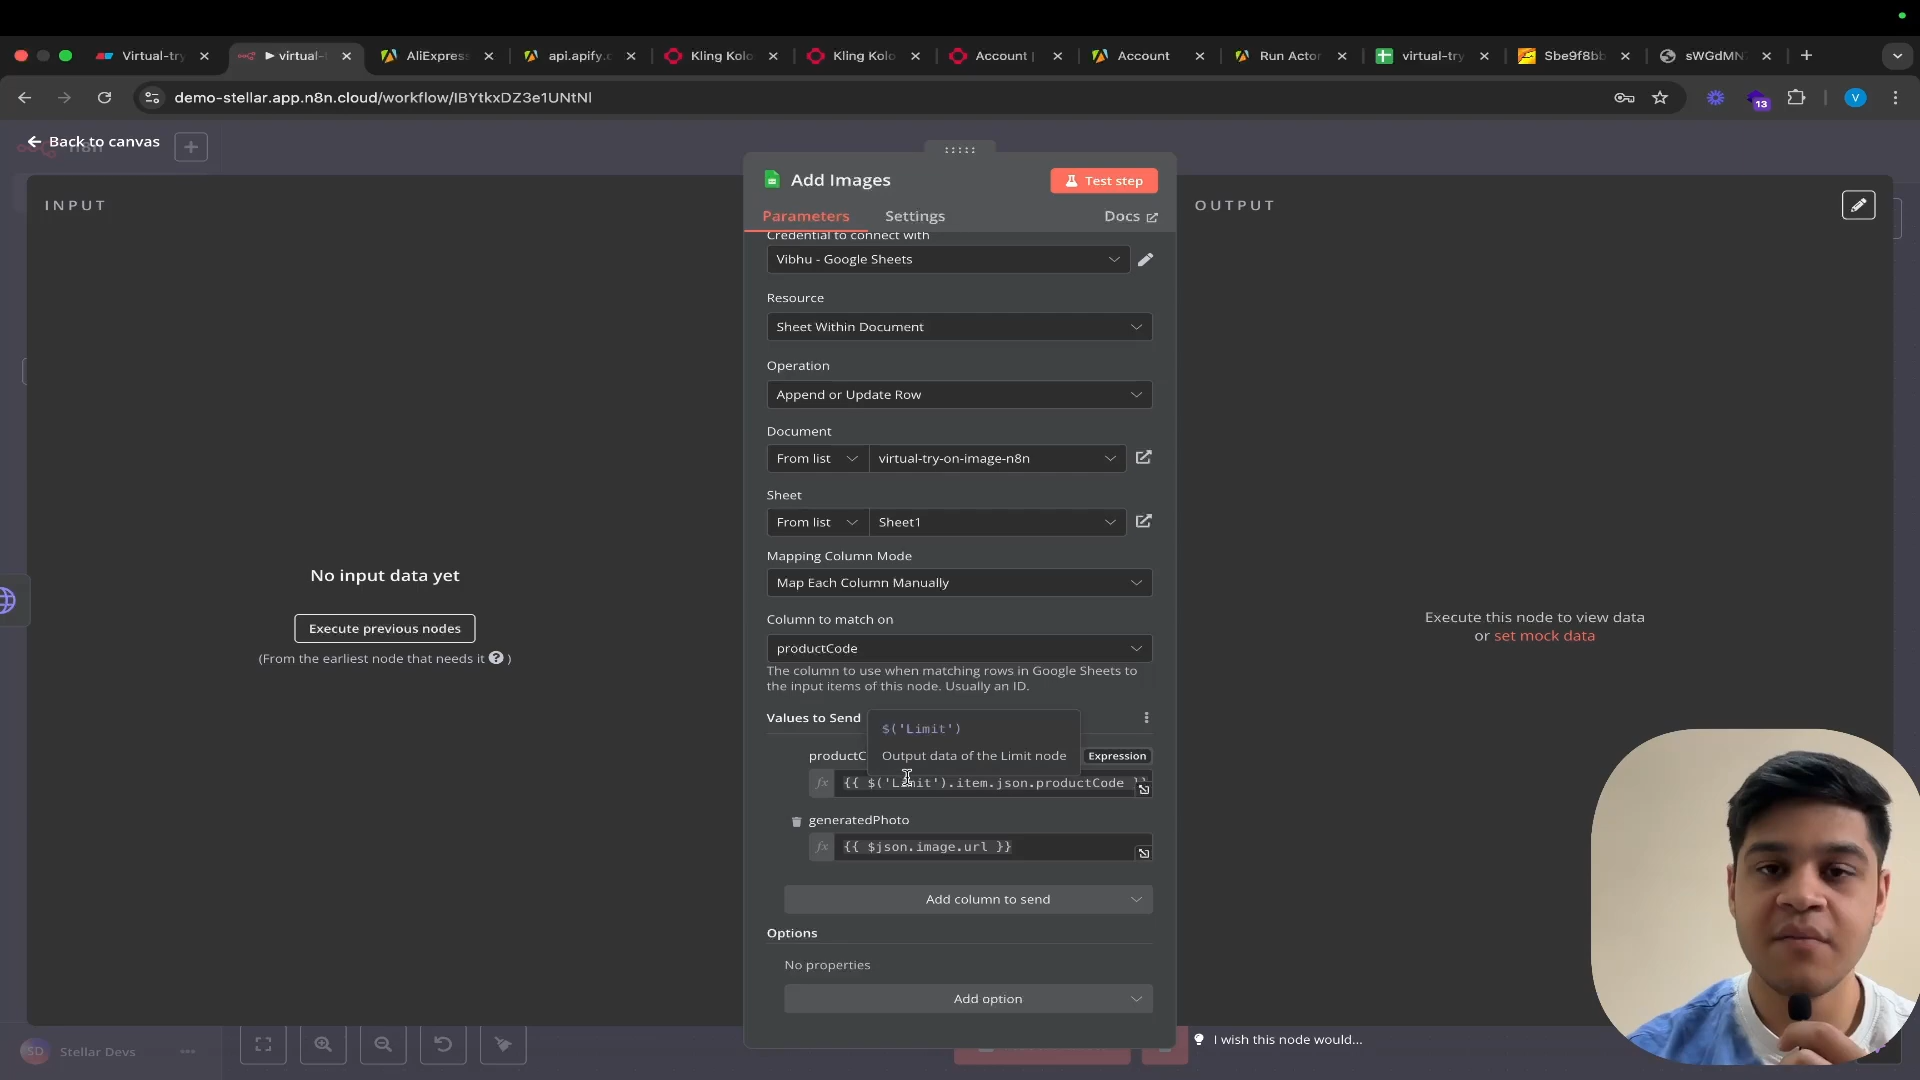 Virtual-try
virtual-t
AliExpress
api.apify.c
Kling Kolo
Kling Kolo
Account |
Account
Run Actor
virtual-try
Sbe9f8bb
sWGdMN
demo-stellar.app.n8n.cloud/workflow/IBYtkxDZ3e1UNtNl
13
V
Back to canvas
Add Images
Test step
INPUT
OUTPUT
Parameters
Settings
Docs
Credential to connect with
Vibhu - Google Sheets
Resource
Sheet Within Document
Operation
Append or Update Row
Document
From list
virtual-try-on-image-n8n
Sheet
From list
Sheet1
Mapping Column Mode
Map Each Column Manually
No input data yet
Execute previous nodes
(From the earliest node that needs it ? )
Column to match on
productCode
The column to use when matching rows in Google Sheets to
the input items of this node. Usually an ID.
Execute this node to view data
or set mock data
Values to Send
$('Limit')
Output data of the Limit node
productC
Expression
fx {{ $('Limit').item.json.productCode }}
generatedPhoto
fx {{ $json.image.url }}
Add column to send
Options
No properties
Add option
SD
Stellar Devs
I wish this node would...